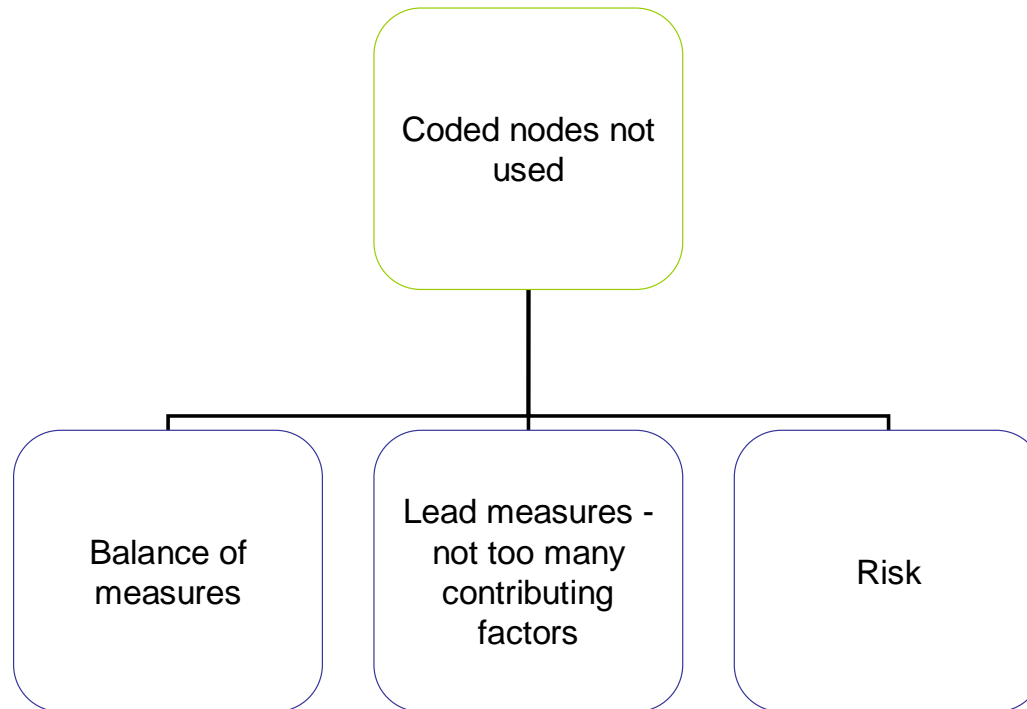 Coded nodes not
used
Balance of
measures
Lead measures -
not too many
contributing
factors
Risk